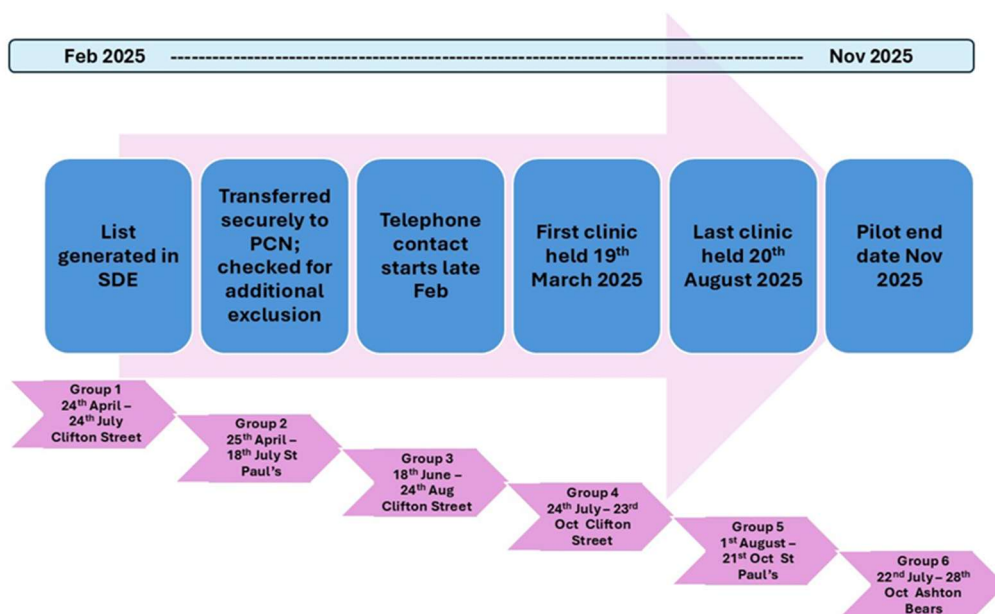 Feb 2025 ---------------------------------------------------------------------------------------- Nov 2025
List
generated in
SDE
Transferred
securely to
PCN;
checked for
additional
exclusion
Telephone
contact
starts late
Feb
First clinic
held 19th
March 2025
Last clinic
held 20th
August 2025
Pilot end
date Nov
2025
Group 1
24th April –
24th July
Clifton Street
Group 2
25th April –
18th July St
Paul's
Group 3
18th June –
24th Aug
Clifton Street
Group 4
24th July – 23rd
Oct Clifton
Street
Group 5
1st August –
21st Oct St
Paul's
Group 6
22nd July – 28th
Oct Ashton
Bears